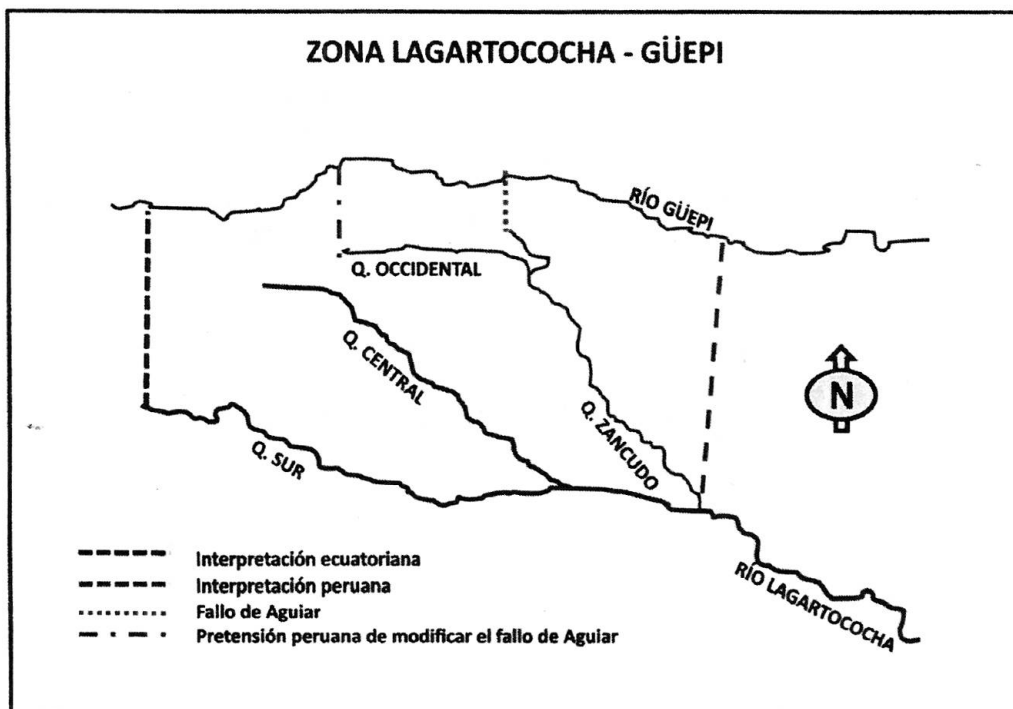 ZONA LAGARTOCOCHA - GÜEPI
RÍO GÜEPI
Q. OCCIDENTAL
Q. CENTRAL
N
Q. ZANCUDO
Q. SUR
RÍO LAGARTOCOCHA
Interpretación ecuatoriana
Interpretación peruana
Fallo de Aguiar
Pretensión peruana de modificar el fallo de Aguiar